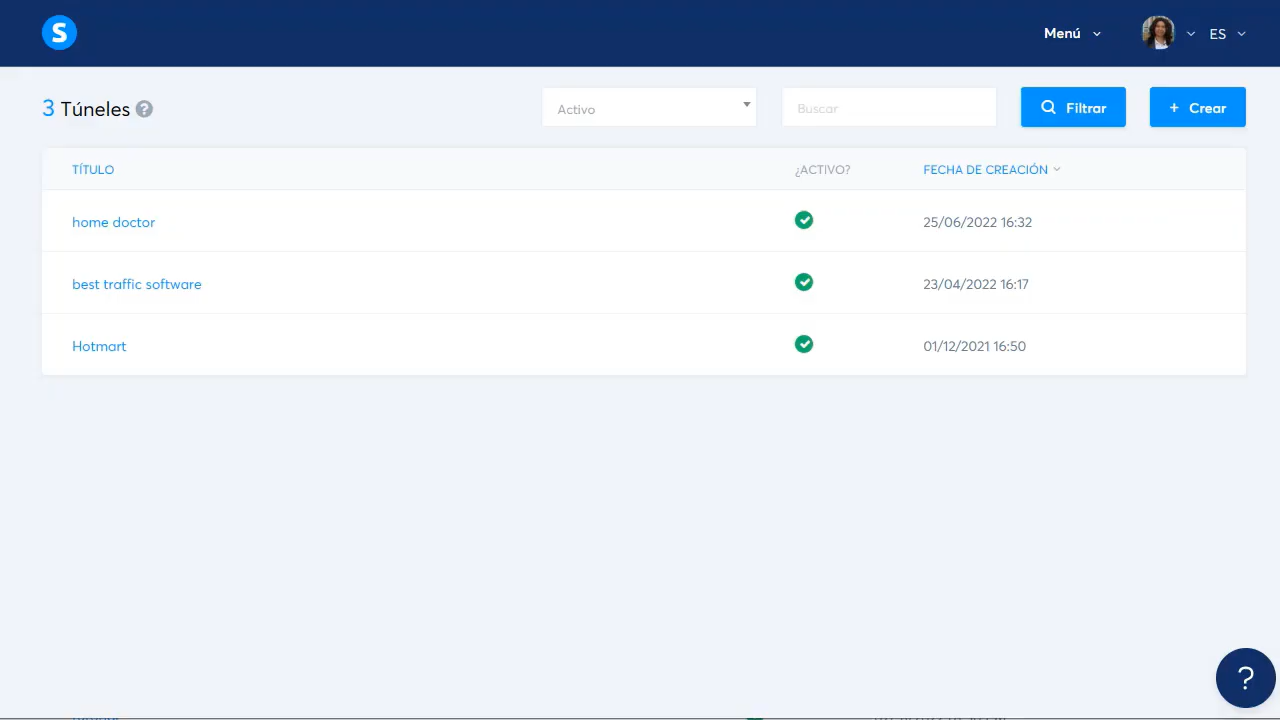 S
Menú
ES
3 Túneles ?
Activo
Buscar
Filtrar
+ Crear
TÍTULO
¿ACTIVO?
FECHA DE CREACIÓN
home doctor
25/06/2022 16:32
best traffic software
23/04/2022 16:17
Hotmart
01/12/2021 16:50
?